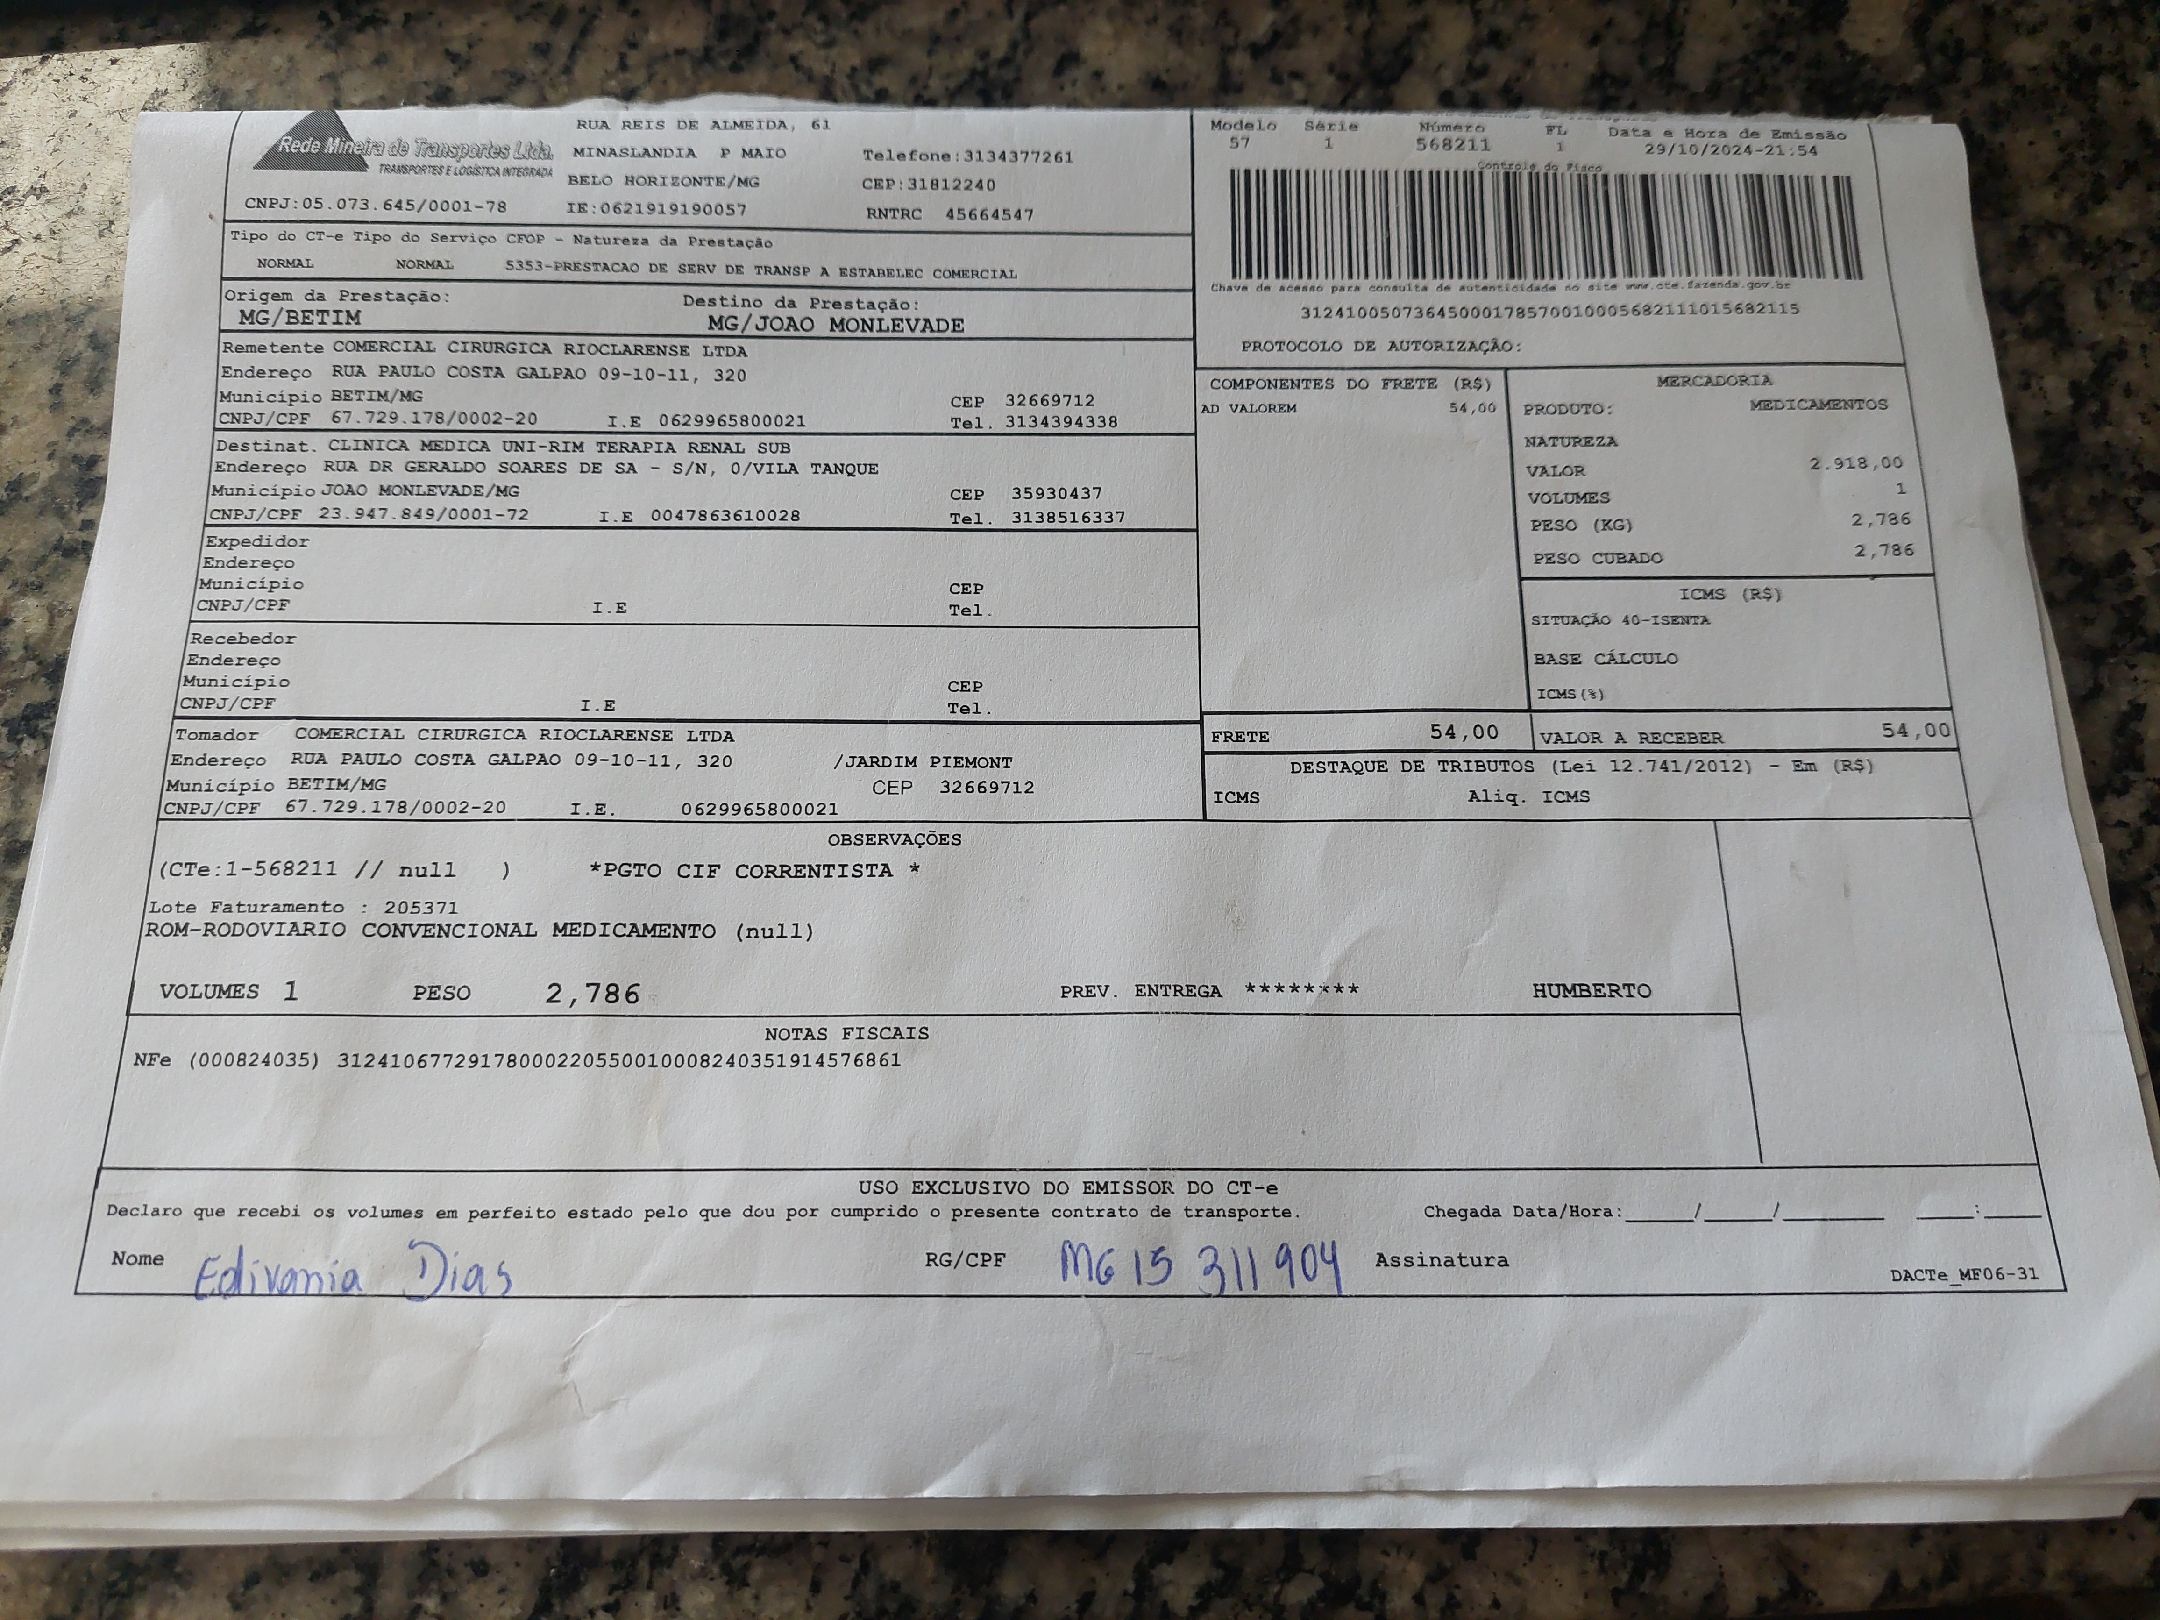 Rede Mineira de Transportes Ltda.
TRANSPORTES E LOGÍSTICA INTEGRADA
CNPJ:05.073.645/0001-78
RUA REIS DE ALMEIDA, 61
MINASLANDIA P MAIO Telefone:3134377261
BELO HORIZONTE/MG CEP:31812240
IE:0621919190057 RNTRC 45664547
Modelo Série Número FL Data e Hora de Emissão
57 1 568211 1 29/10/2024-21:54
Controle do Fisco
Chave de acesso para consulta de autenticidade no site www.cte.fazenda.gov.br
31241005073645000178570010005682111015682115
PROTOCOLO DE AUTORIZAÇÃO:
Tipo do CT-e Tipo do Serviço CFOP - Natureza da Prestação
NORMAL NORMAL 5353-PRESTACAO DE SERV DE TRANSP A ESTABELEC COMERCIAL
Origem da Prestação: Destino da Prestação:
MG/BETIM MG/JOAO MONLEVADE
Remetente COMERCIAL CIRURGICA RIOCLARENSE LTDA
Endereço RUA PAULO COSTA GALPAO 09-10-11, 320
Município BETIM/MG CEP 32669712
CNPJ/CPF 67.729.178/0002-20 I.E 0629965800021 Tel. 3134394338
Destinat. CLINICA MEDICA UNI-RIM TERAPIA RENAL SUB
Endereço RUA DR GERALDO SOARES DE SA - S/N, 0/VILA TANQUE
Município JOAO MONLEVADE/MG CEP 35930437
CNPJ/CPF 23.947.849/0001-72 I.E 0047863610028 Tel. 3138516337
Expedidor
Endereço
Município CEP
CNPJ/CPF I.E Tel.
Recebedor
Endereço
Município CEP
CNPJ/CPF I.E Tel.
Tomador COMERCIAL CIRURGICA RIOCLARENSE LTDA
Endereço RUA PAULO COSTA GALPAO 09-10-11, 320 /JARDIM PIEMONT
Município BETIM/MG CEP 32669712
CNPJ/CPF 67.729.178/0002-20 I.E. 0629965800021
COMPONENTES DO FRETE (R$)
AD VALOREM 54,00
MERCADORIA
PRODUTO: MEDICAMENTOS
NATUREZA
VALOR 2.918,00
VOLUMES 1
PESO (KG) 2,786
PESO CUBADO 2,786
ICMS (R$)
SITUAÇÃO 40-ISENTA
BASE CÁLCULO
ICMS(%)
FRETE 54,00 VALOR A RECEBER 54,00
DESTAQUE DE TRIBUTOS (Lei 12.741/2012) - Em (R$)
ICMS Aliq. ICMS
OBSERVAÇÕES
(CTe:1-568211 // null ) *PGTO CIF CORRENTISTA *
Lote Faturamento : 205371
ROM-RODOVIARIO CONVENCIONAL MEDICAMENTO (null)
VOLUMES 1 PESO 2,786 PREV. ENTREGA ******** HUMBERTO
NOTAS FISCAIS
NFe (000824035) 31241067729178000220550010008240351914576861
USO EXCLUSIVO DO EMISSOR DO CT-e
Declaro que recebi os volumes em perfeito estado pelo que dou por cumprido o presente contrato de transporte. Chegada Data/Hora:_____/_____/_______ ____:____
Nome Edivania Dias RG/CPF MG 15 311 904 Assinatura
DACTe_MF06-31